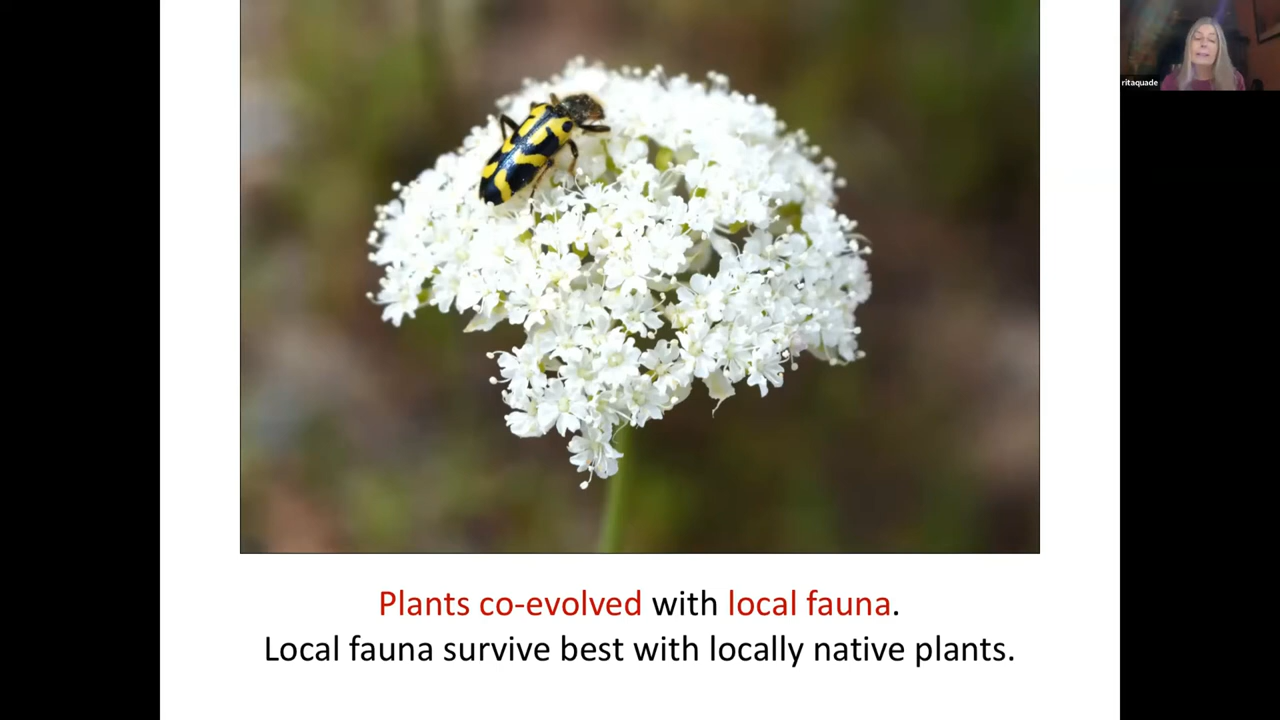 ritaquade
Plants co-evolved with local fauna.
Local fauna survive best with locally native plants.